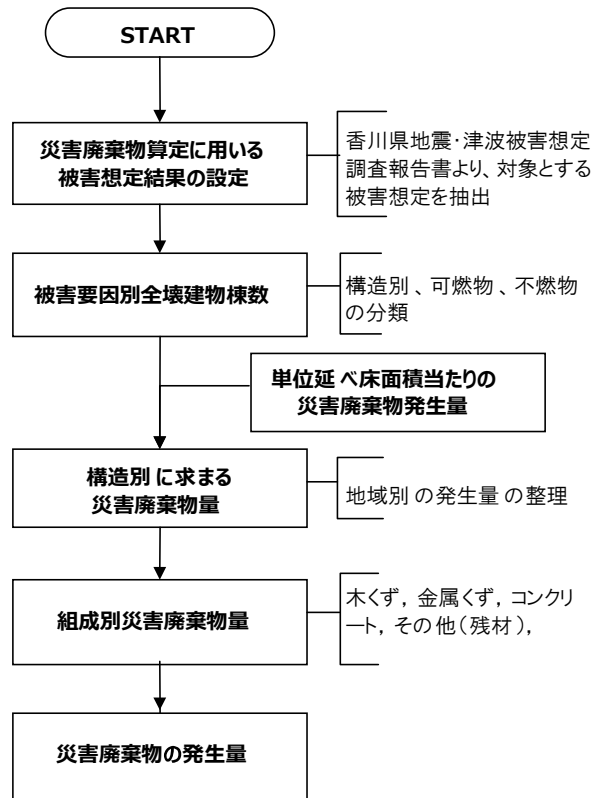 START
災害廃棄物算定に用いる
被害想定結果の設定
香川県地震・津波被害想定
調査報告書より、対象とする
被害想定を抽出
被害要因別全壊建物棟数
構造別 、可燃物 、不燃物
の分類
単位延 べ床面積当たりの
災害廃棄物発生量
構造別 に求まる
災害廃棄物量
地域別 の発生量 の整理
組成別災害廃棄物量
木くず, 金属くず, コンクリ
ート, その他(残材),
災害廃棄物の発生量